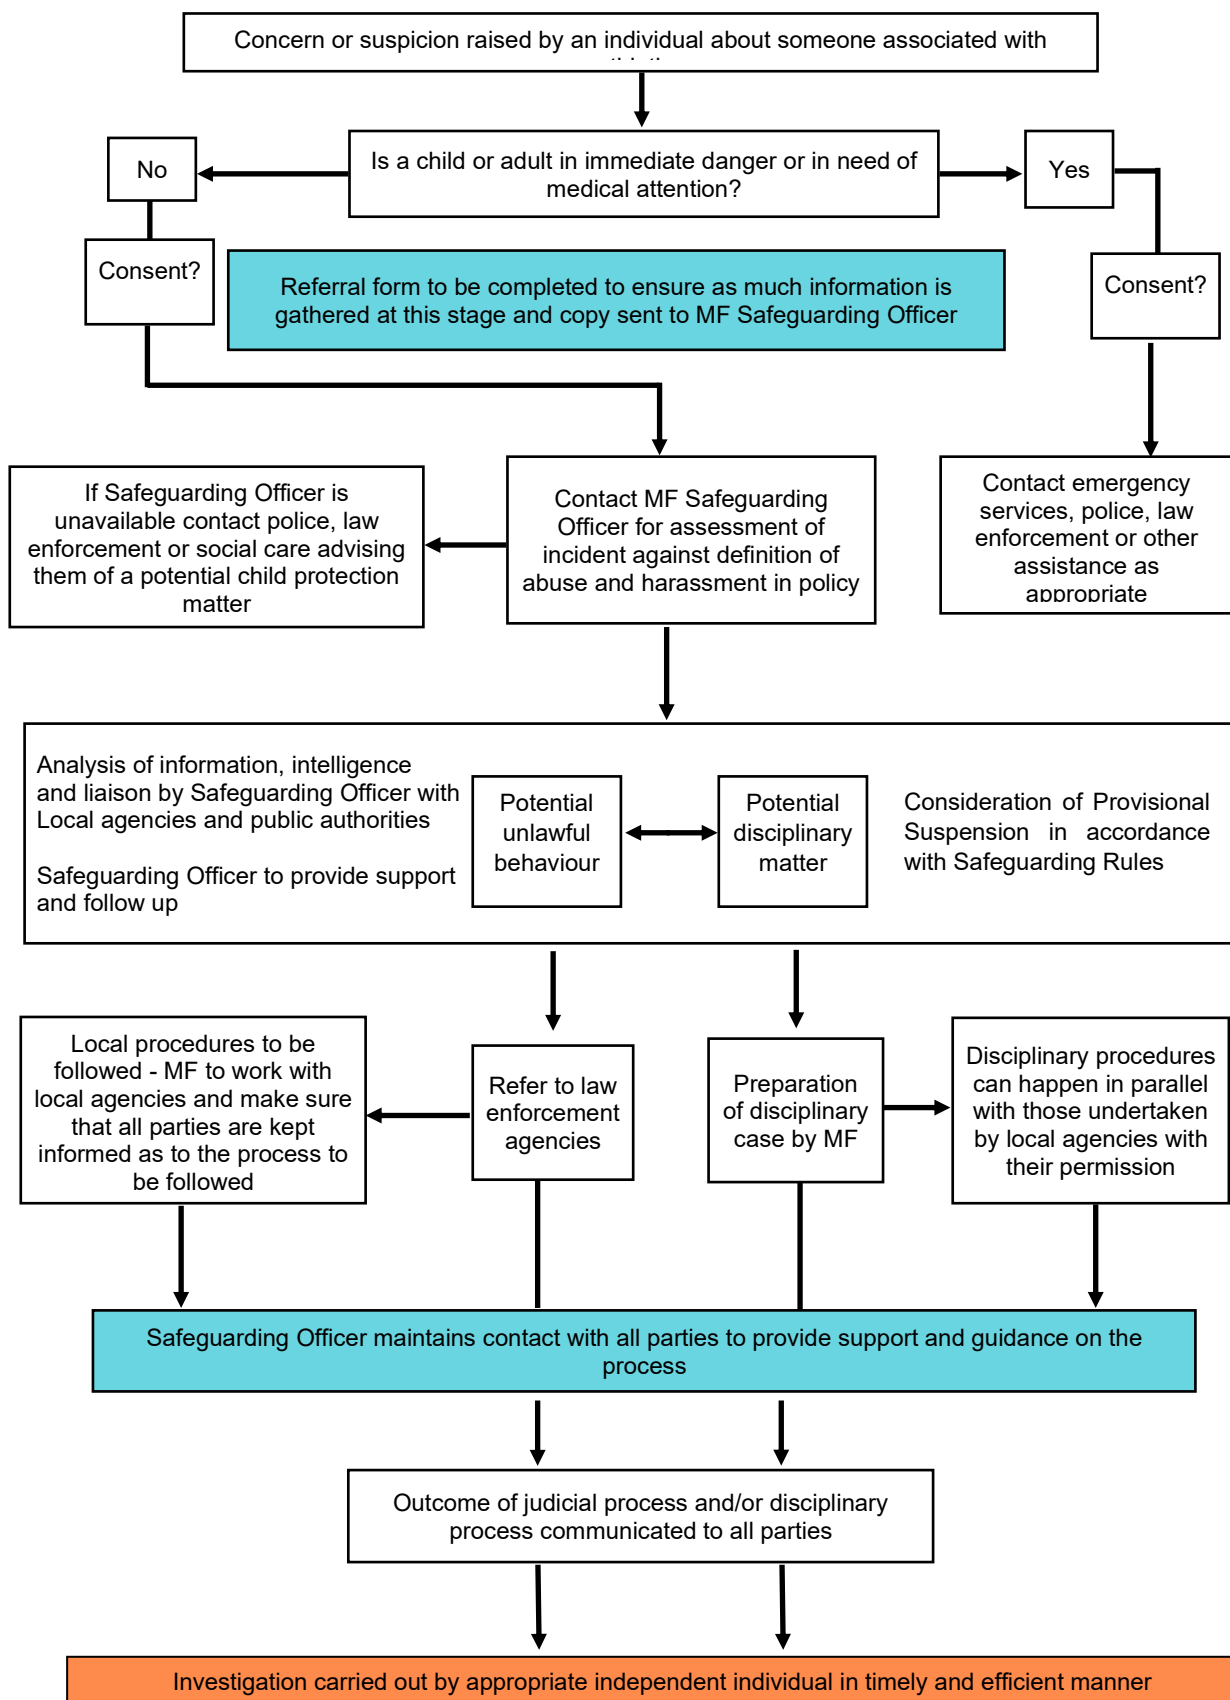 Concern or suspicion raised by an individual about someone associated with
Is a child or adult in immediate danger or in need of
medical attention?
No
Yes
Consent?
Referral form to be completed to ensure as much information is
gathered at this stage and copy sent to MF Safeguarding Officer
Consent?
If Safeguarding Officer is
unavailable contact police, law
enforcement or social care advising
them of a potential child protection
matter
Contact MF Safeguarding
Officer for assessment of
incident against definition of
abuse and harassment in policy
Contact emergency
services, police, law
enforcement or other
assistance as
appropriate
Analysis of information, intelligence
and liaison by Safeguarding Officer with
Local agencies and public authorities
Safeguarding Officer to provide support
and follow up
Potential
unlawful
behaviour
Potential
disciplinary
matter
Consideration of Provisional
Suspension in accordance
with Safeguarding Rules
Local procedures to be
followed - MF to work with
local agencies and make sure
that all parties are kept
informed as to the process to
be followed
Refer to law
enforcement
agencies
Preparation
of disciplinary
case by MF
Disciplinary procedures
can happen in parallel
with those undertaken
by local agencies with
their permission
Safeguarding Officer maintains contact with all parties to provide support and guidance on the
process
Outcome of judicial process and/or disciplinary
process communicated to all parties
Investigation carried out by appropriate independent individual in timely and efficient manner